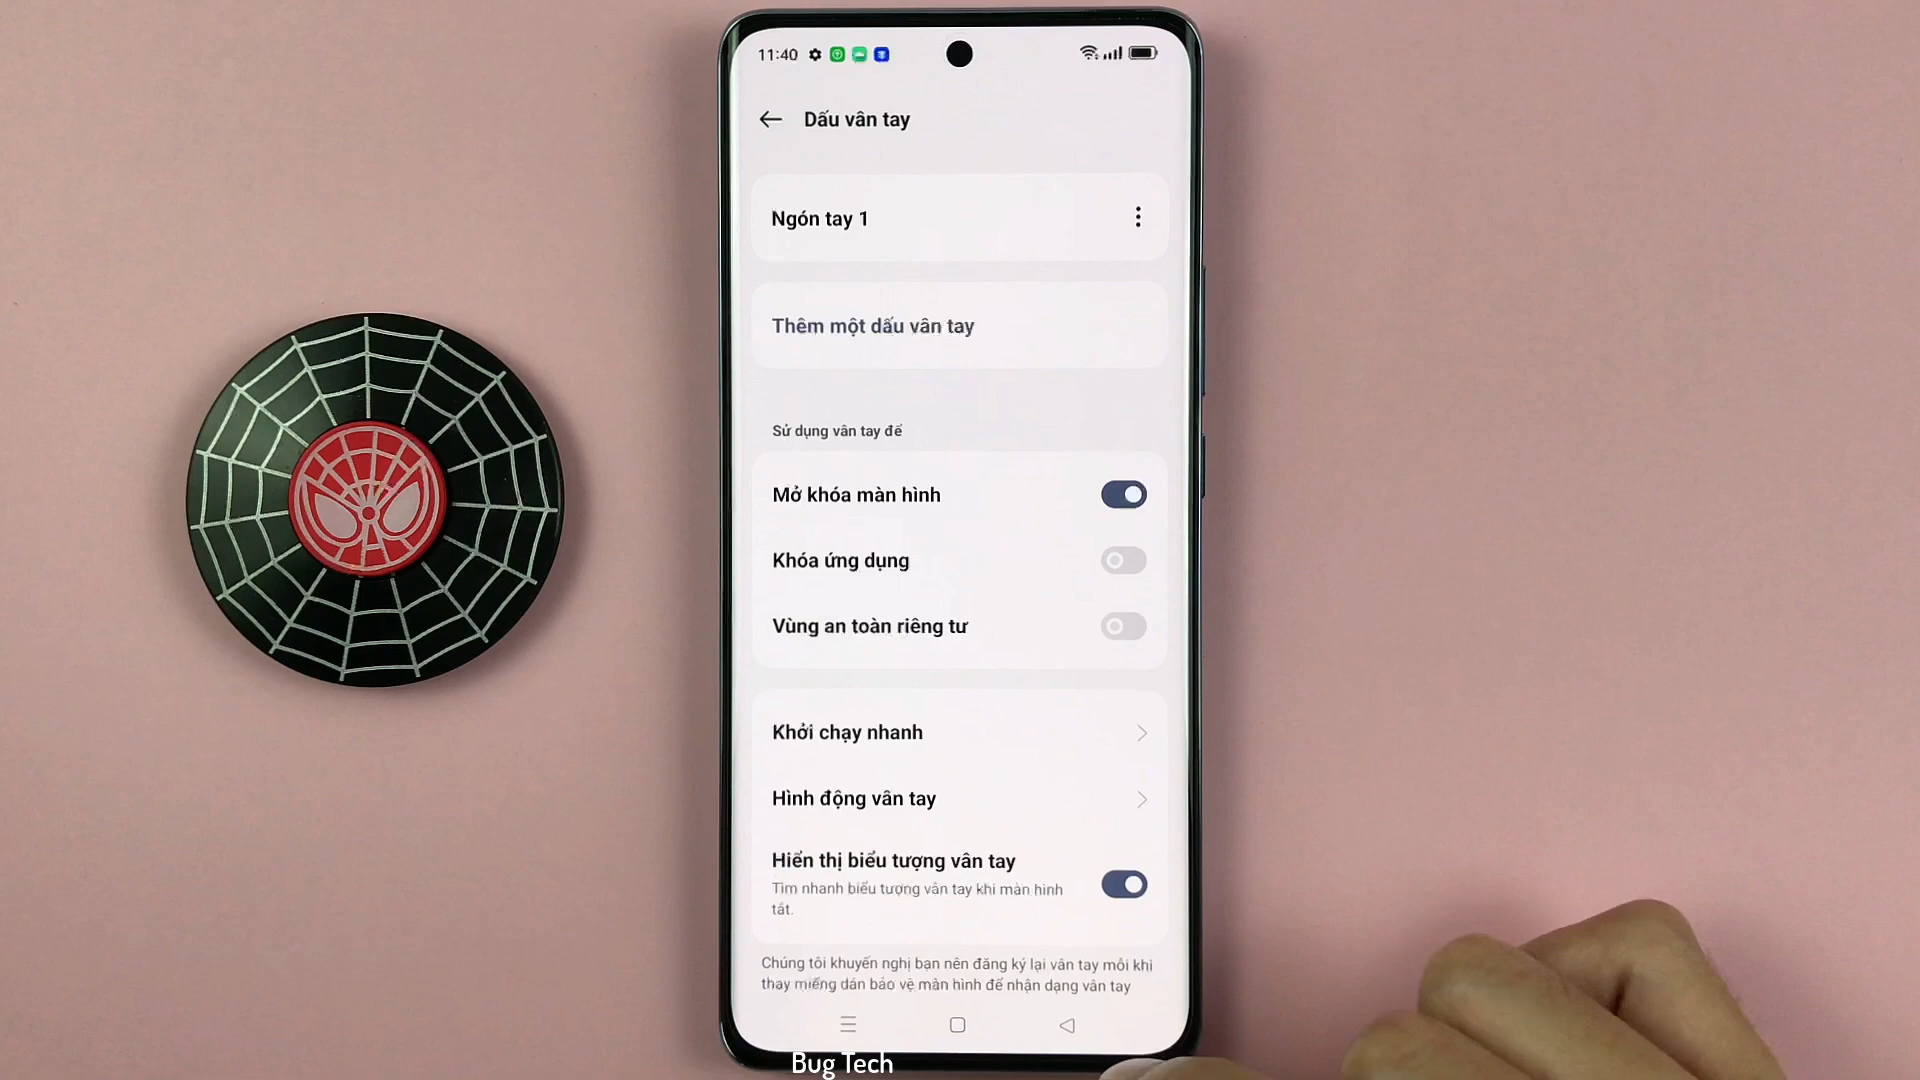 11:40
Dấu vân tay
Ngón tay 1
Thêm một dấu vân tay
Sử dụng vân tay để
Mở khóa màn hình
Khóa ứng dụng
Vùng an toàn riêng tư
Khởi chạy nhanh
Hình động vân tay
Hiển thị biểu tượng vân tay
Tìm nhanh biểu tượng vân tay khi màn hình
tắt.
Chúng tôi khuyến nghị bạn nên đăng ký lại vân tay mỗi khi
thay miếng dán bảo vệ màn hình để nhận dạng vân tay
Bug Tech